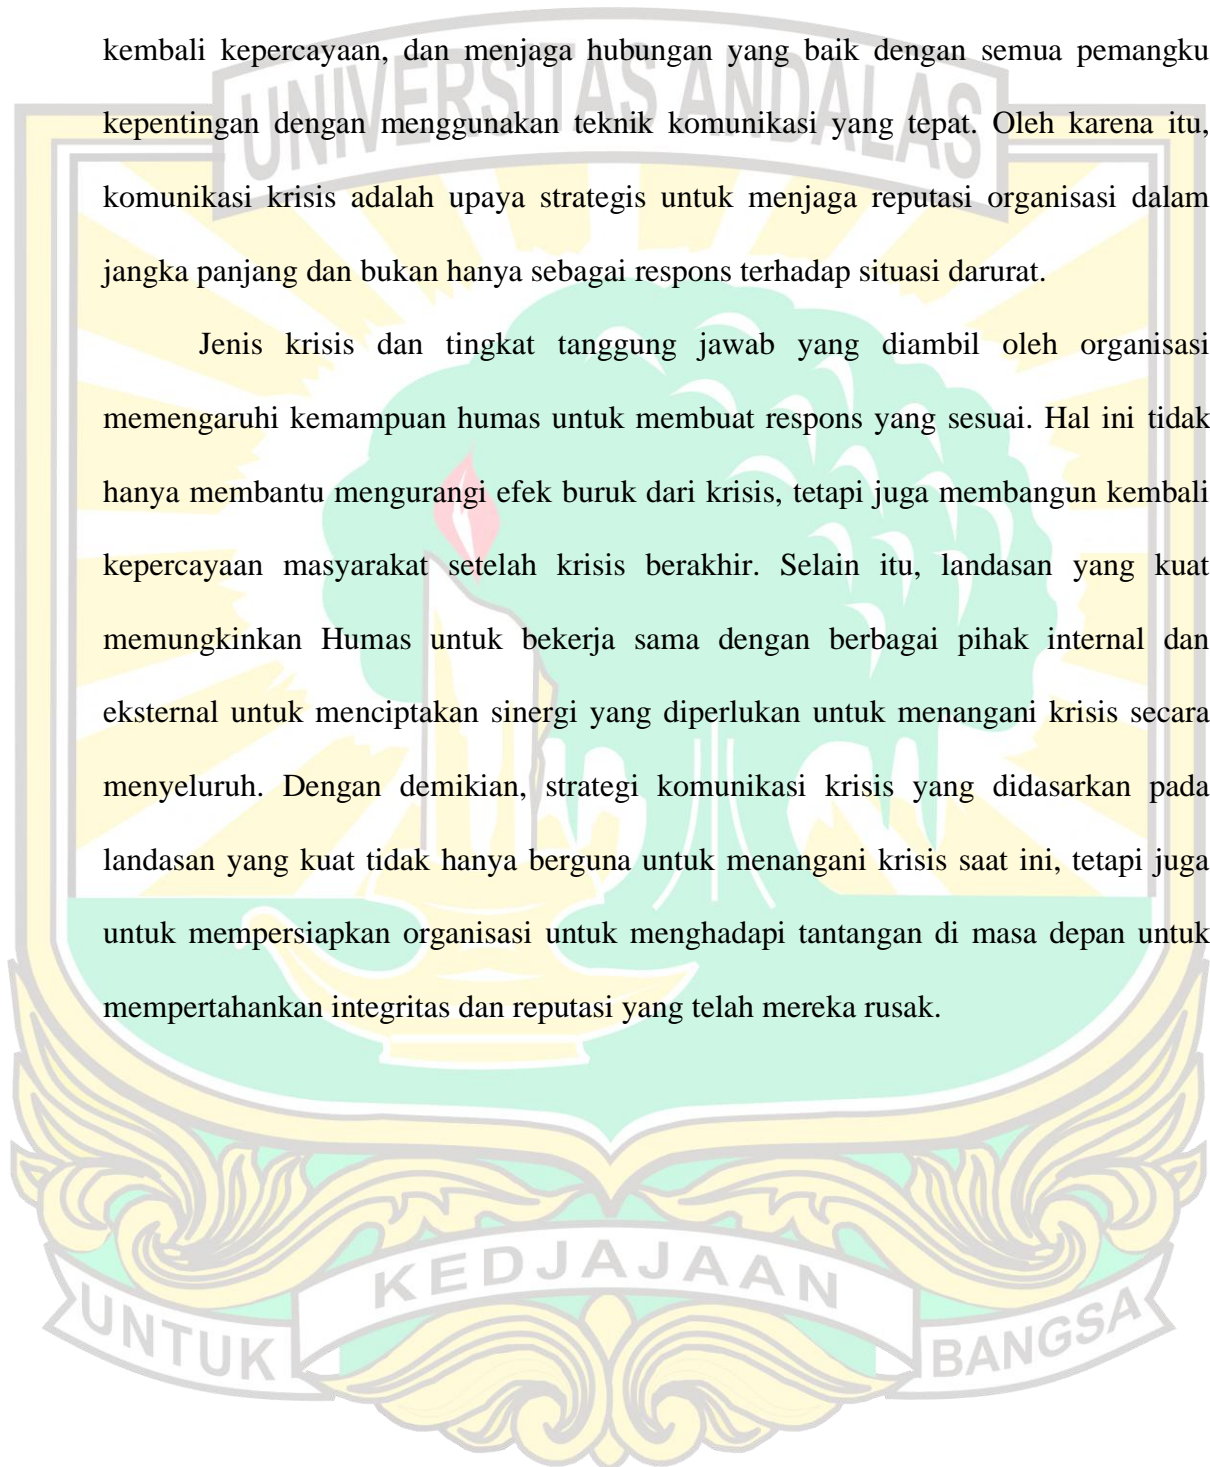 kembali kepercayaan, dan menjaga hubungan yang baik dengan semua pemangku
kepentingan dengan menggunakan teknik komunikasi yang tepat. Oleh karena itu,
komunikasi krisis adalah upaya strategis untuk menjaga reputasi organisasi dalam
jangka panjang dan bukan hanya sebagai respons terhadap situasi darurat.
Jenis krisis dan tingkat tanggung jawab yang diambil oleh organisasi
memengaruhi kemampuan humas untuk membuat respons yang sesuai. Hal ini tidak
hanya membantu mengurangi efek buruk dari krisis, tetapi juga membangun kembali
kepercayaan masyarakat setelah krisis berakhir. Selain itu, landasan yang kuat
memungkinkan Humas untuk bekerja sama dengan berbagai pihak internal dan
eksternal untuk menciptakan sinergi yang diperlukan untuk menangani krisis secara
menyeluruh. Dengan demikian, strategi komunikasi krisis yang didasarkan pada
landasan yang kuat tidak hanya berguna untuk menangani krisis saat ini, tetapi juga
untuk mempersiapkan organisasi untuk menghadapi tantangan di masa depan untuk
mempertahankan integritas dan reputasi yang telah mereka rusak.
UNIVERSITAS ANDALAS
UNTUK KEDJAJAAN BANGSA